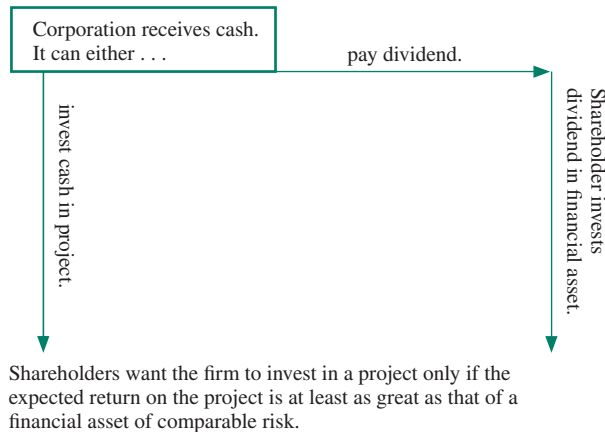 Corporation receives cash.
It can either . . .
pay dividend.
invest cash in project.
Shareholder invests
dividend in financial asset.
Shareholders want the firm to invest in a project only if the
expected return on the project is at least as great as that of a
financial asset of comparable risk.